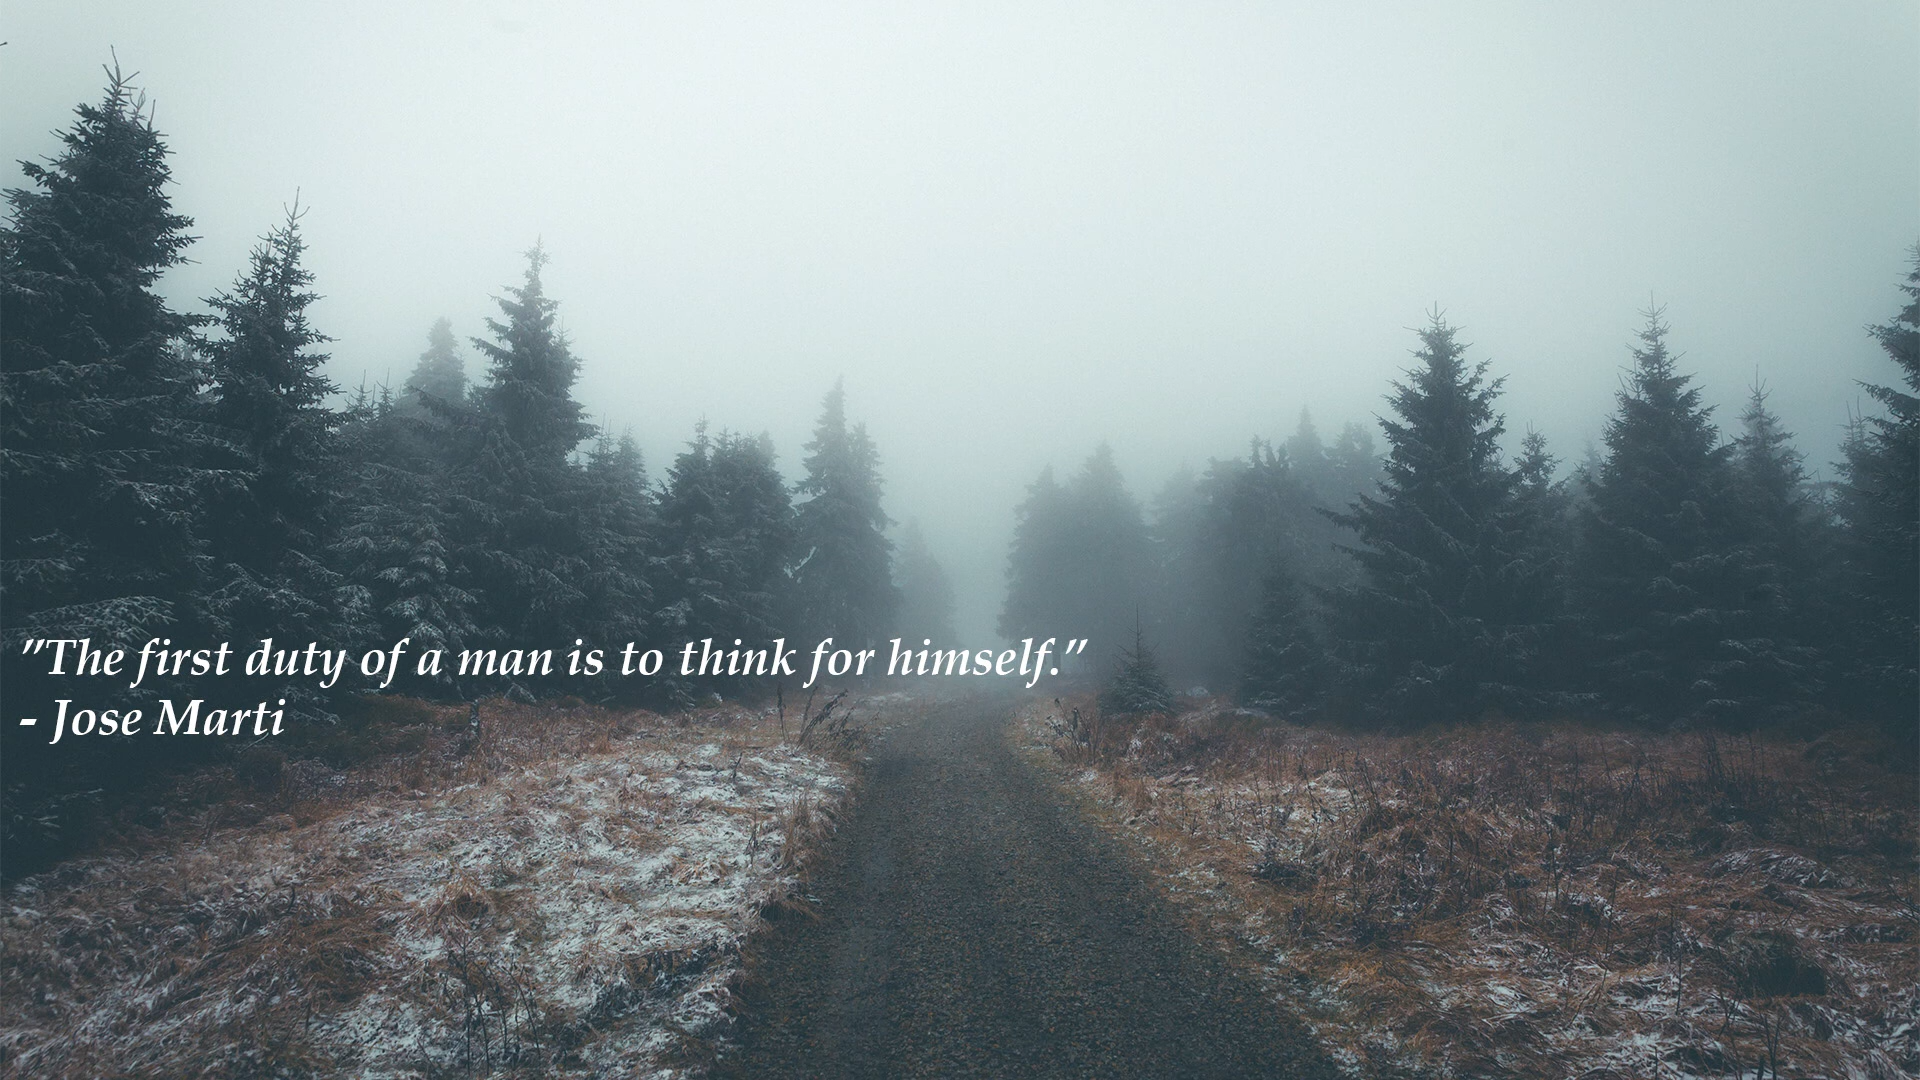 "The first duty of a man is to think for himself."
- Jose Marti